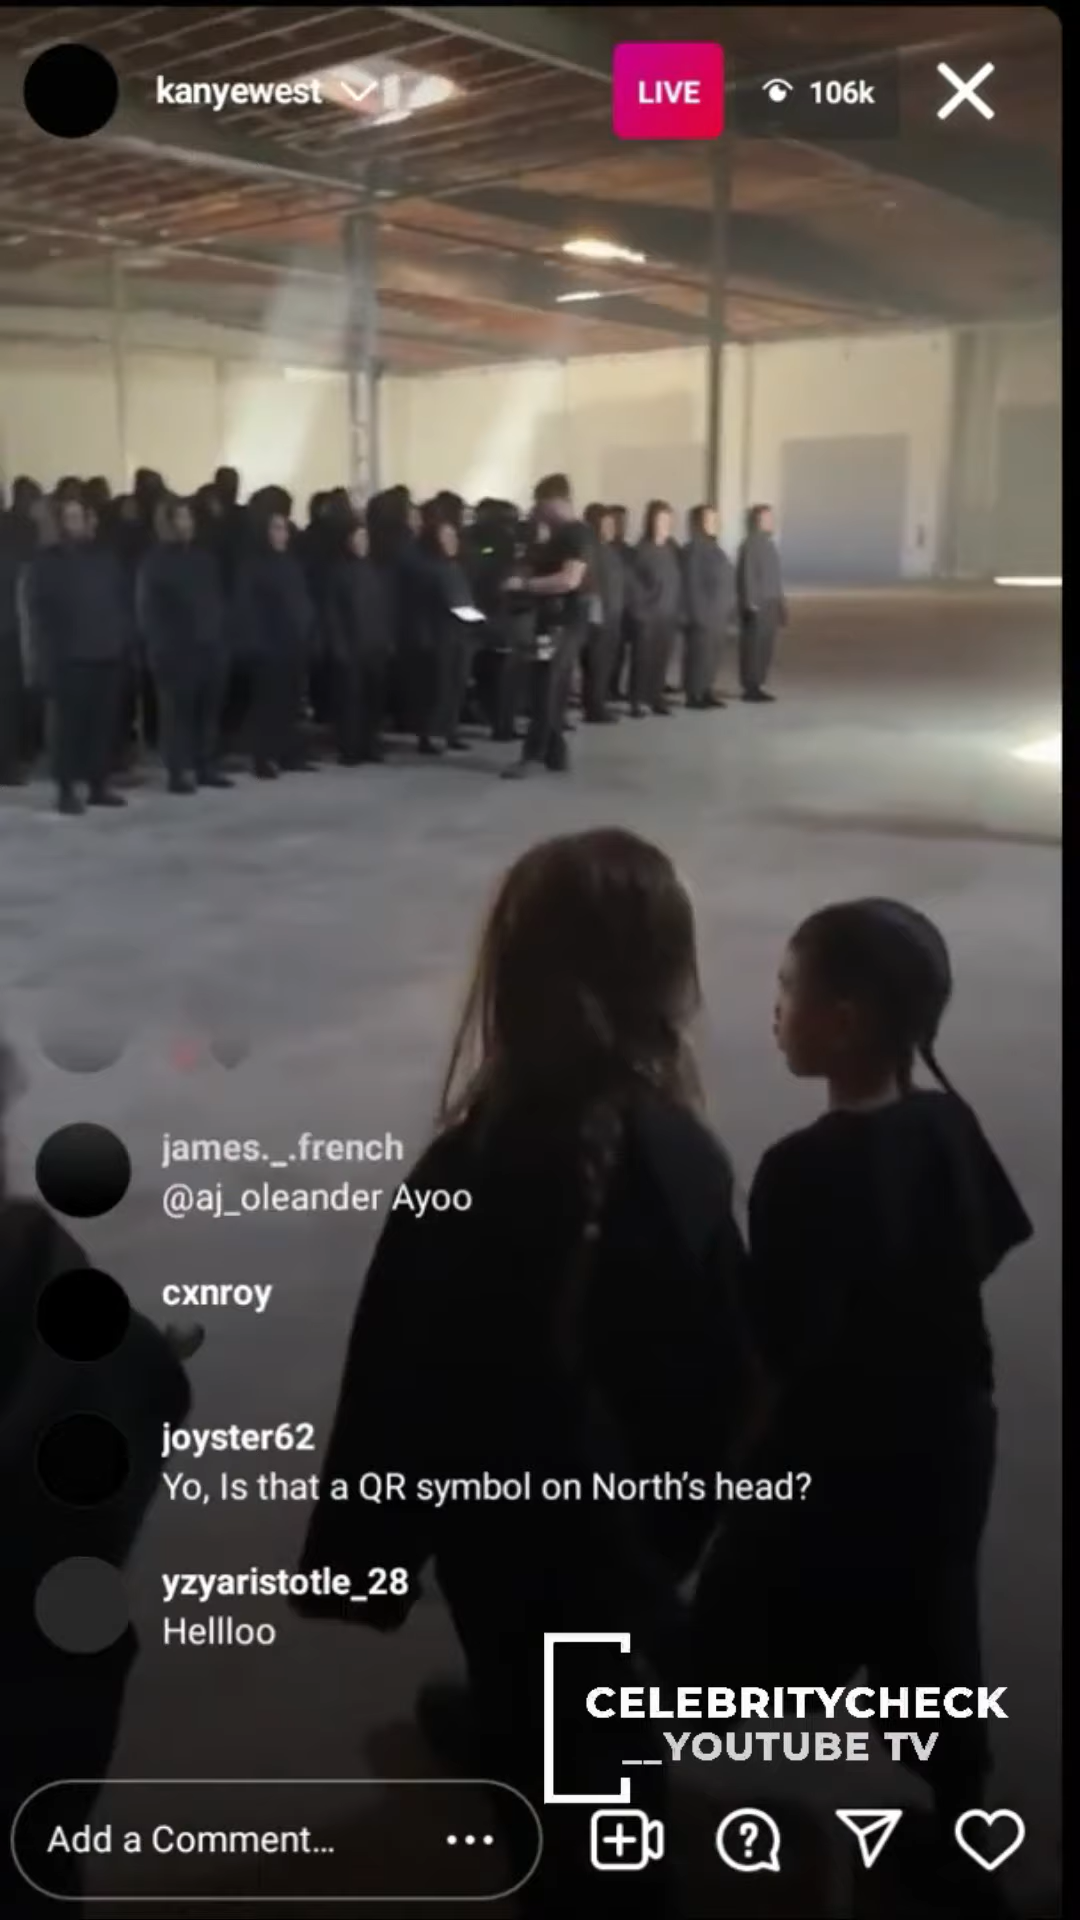 kanyewest
LIVE
106k
james._.french
@aj_oleander Ayoo
cxnroy
joyster62
Yo, Is that a QR symbol on North's head?
yzyaristotle_28
Hellloo
CELEBRITYCHECK
__YOUTUBE TV
Add a Comment...